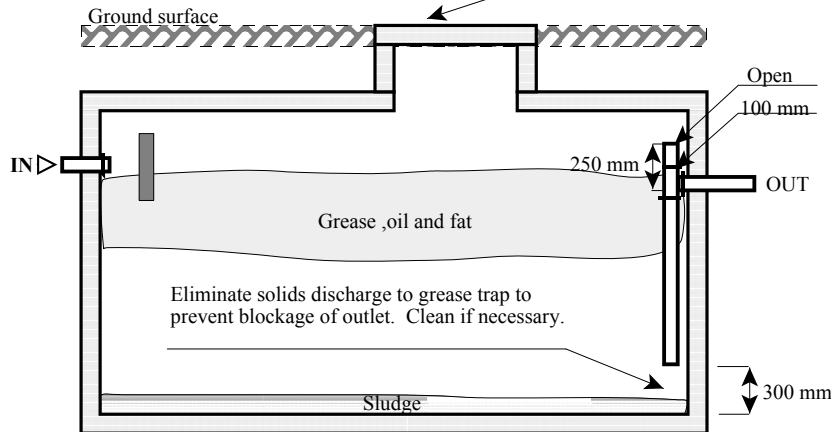 Ground surface
Open
100 mm
IN
250 mm
OUT
Grease ,oil and fat
Eliminate solids discharge to grease trap to
prevent blockage of outlet.  Clean if necessary.
300 mm
Sludge